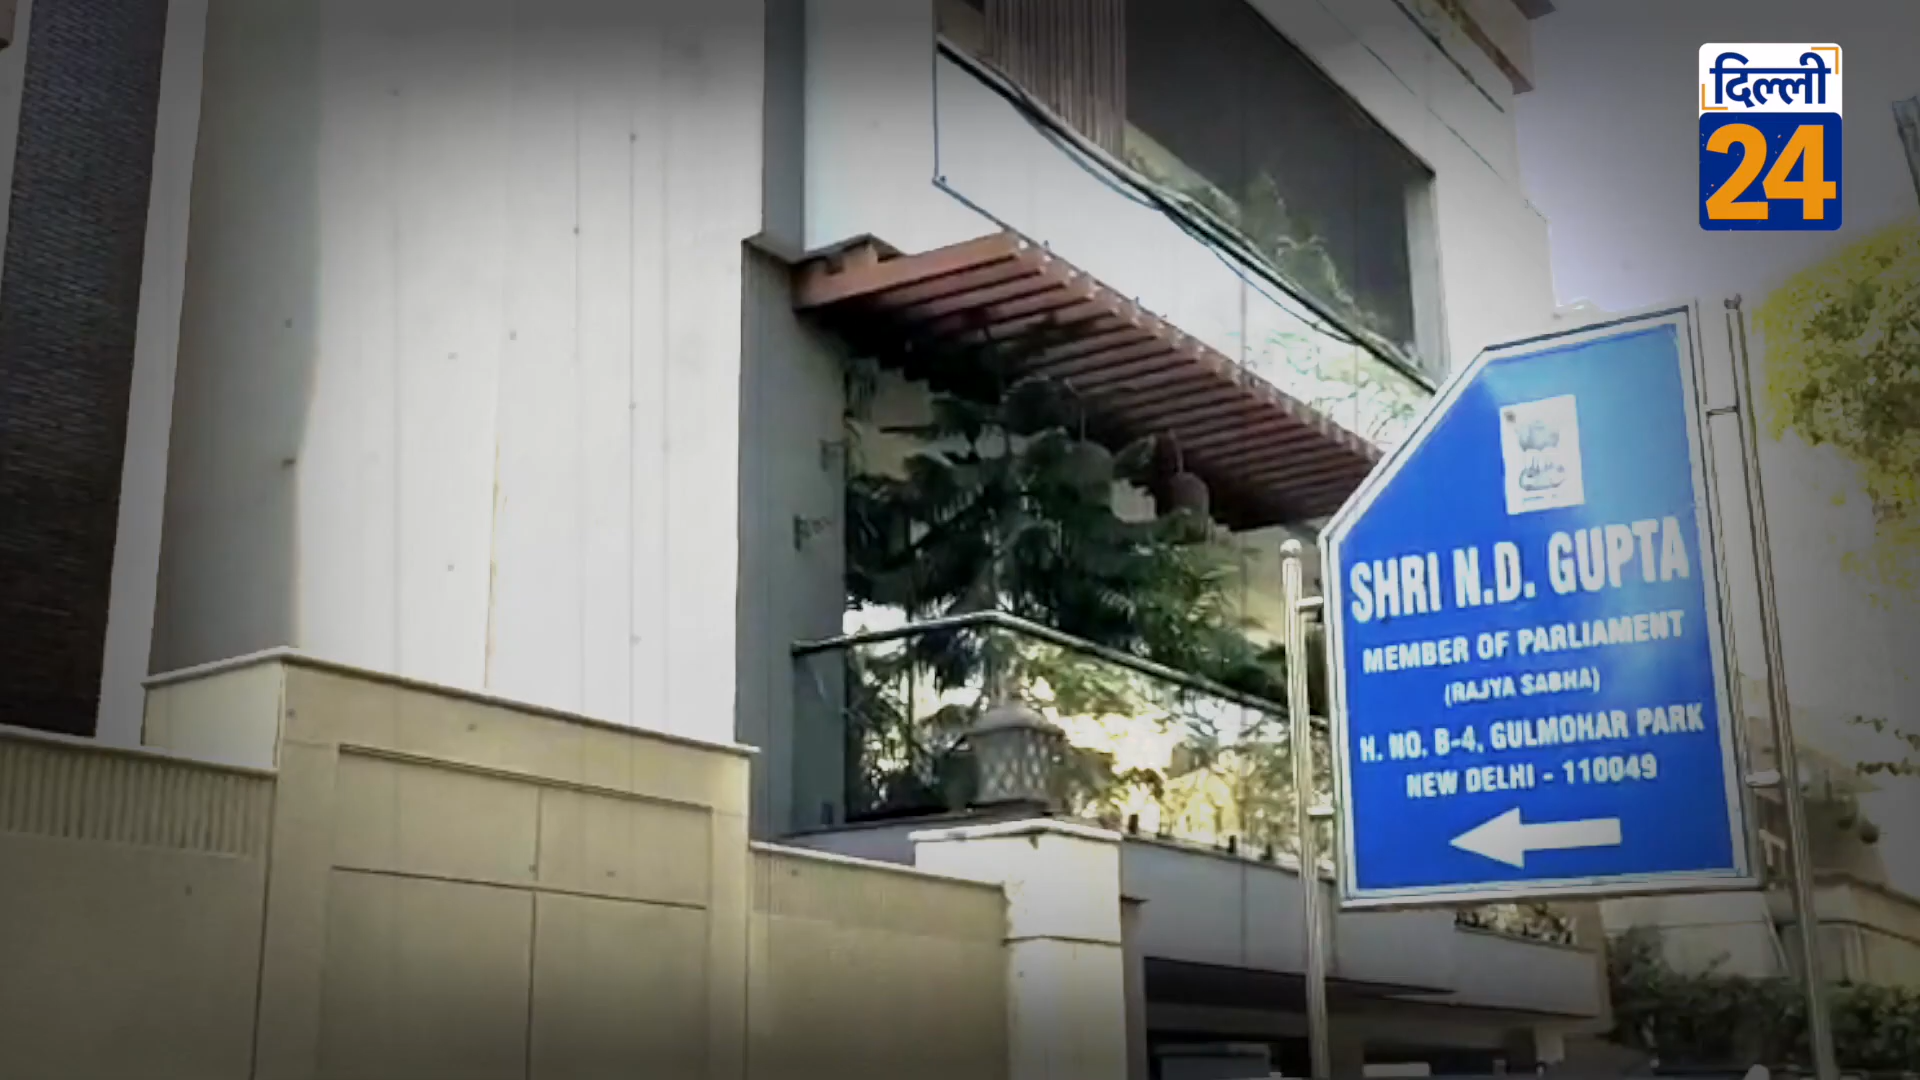 दिल्ली
24
SHRI N.D. GUPTA
MEMBER OF PARLIAMENT
(RAJYA SABHA)
H. NO. B-4, GULMOHAR PARK
NEW DELHI - 110049